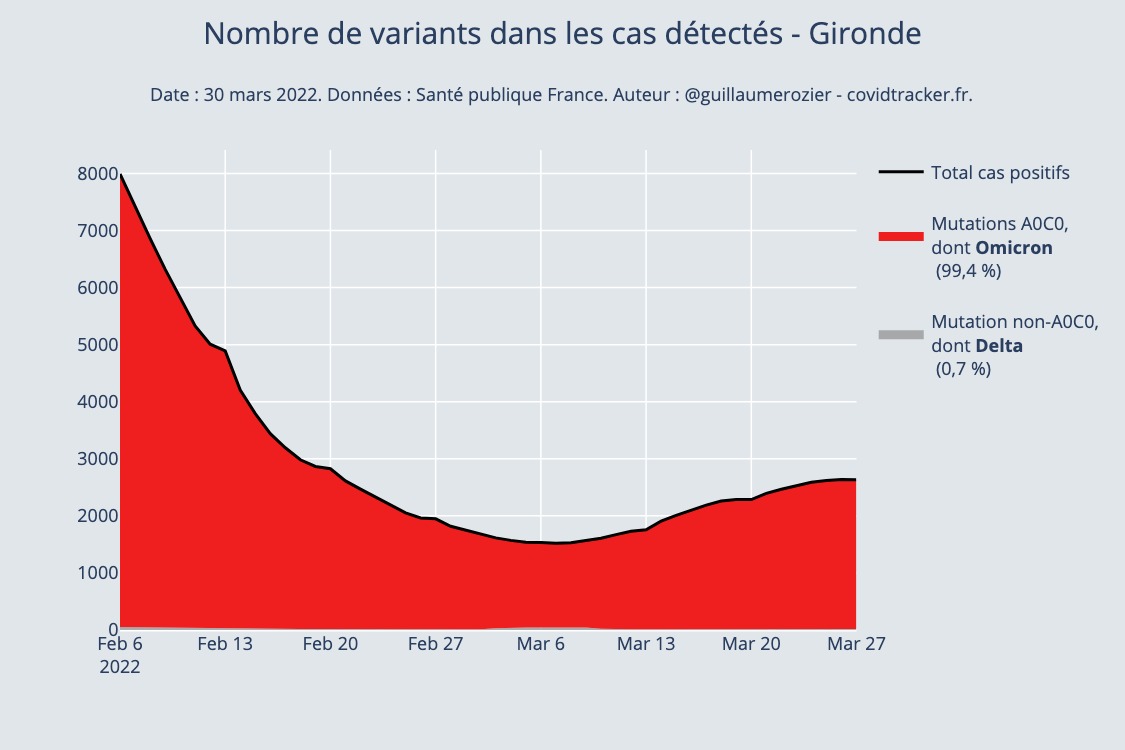 Nombre de variants dans les cas détectés - Gironde
Date : 30 mars 2022. Données : Santé publique France. Auteur : @guillaumerozier - covidtracker.fr.
8000
7000
6000
5000
4000
3000
2000
1000
0
Feb 6
2022
Feb 13
Feb 20
Feb 27
Mar 6
Mar 13
Mar 20
Mar 27
Total cas positifs
Mutations A0C0,
dont Omicron
(99,4 %)
Mutation non-A0C0,
dont Delta
(0,7 %)